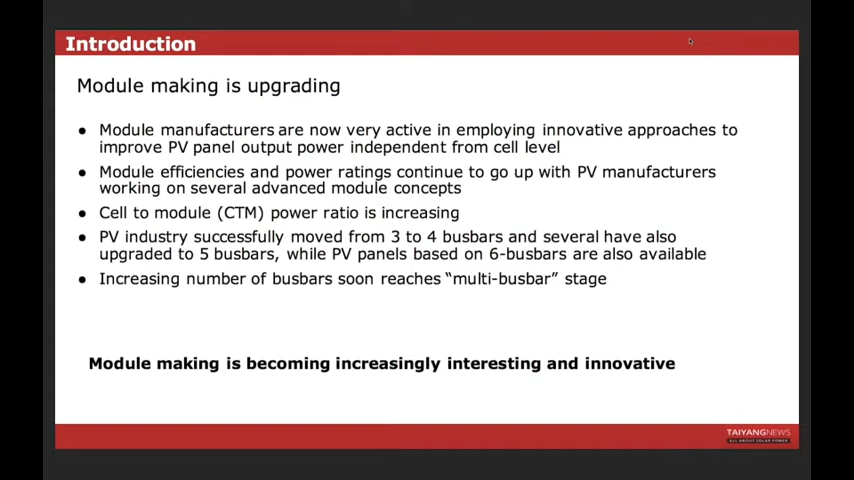 Introduction
Module making is upgrading
● Module manufacturers are now very active in employing innovative approaches to
improve PV panel output power independent from cell level
● Module efficiencies and power ratings continue to go up with PV manufacturers
working on several advanced module concepts
● Cell to module (CTM) power ratio is increasing
● PV industry successfully moved from 3 to 4 busbars and several have also
upgraded to 5 busbars, while PV panels based on 6-busbars are also available
● Increasing number of busbars soon reaches “multi-busbar” stage
Module making is becoming increasingly interesting and innovative
TAIYANGNEWS
ALL ABOUT SOLAR POWER